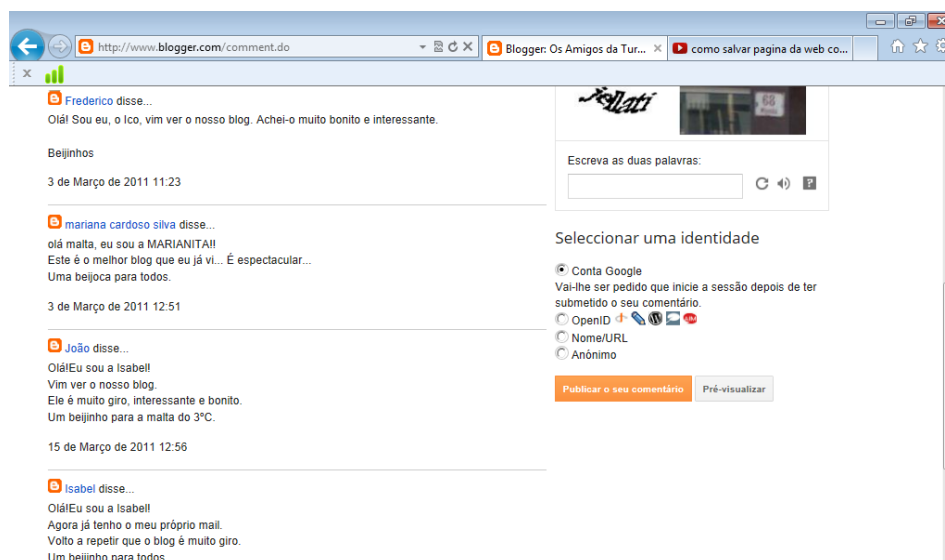 http://www.blogger.com/comment.do
Blogger: Os Amigos da Tur...
como salvar pagina da web co...
Frederico disse...
Olá! Sou eu, o Ico, vim ver o nosso blog. Achei-o muito bonito e interessante.
Beijinhos
3 de Março de 2011 11:23
mariana cardoso silva disse...
olá malta, eu sou a MARIANITA!!
Este é o melhor blog que eu já vi... É espectacular...
Uma beijoca para todos.
3 de Março de 2011 12:51
João disse...
Olá!Eu sou a Isabel!
Vim ver o nosso blog.
Ele é muito giro, interessante e bonito.
Um beijinho para a malta do 3ºC.
15 de Março de 2011 12:56
Isabel disse...
Olá!Eu sou a Isabel!
Agora já tenho o meu próprio mail.
Volto a repetir que o blog é muito giro.
Um beijinho para todos
68
Escreva as duas palavras:
Seleccionar uma identidade
Conta Google
Vai-lhe ser pedido que inicie a sessão depois de ter
submetido o seu comentário.
OpenID
Nome/URL
Anónimo
Publicar o seu comentário
Pré-visualizar